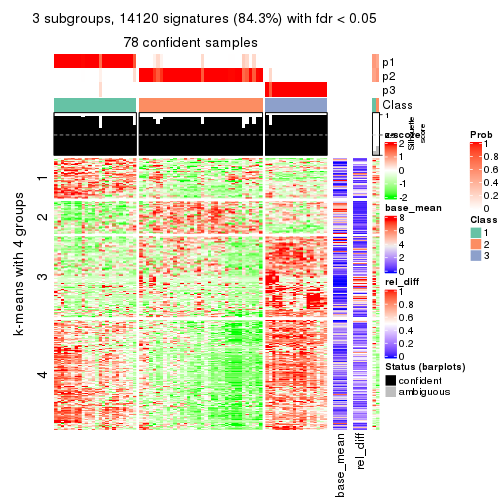 3 subgroups, 14120 signatures (84.3%) with fdr < 0.05
78 confident samples
p1
p2
p3
Class
1
Silhouette
score
k-means with 4 groups
1
2
3
4
z-score
2
1
0
-1
-2
base_mean
8
6
4
2
0
rel_diff
1
0.8
0.6
0.4
0.2
0
Status (barplots)
confident
ambiguous
Prob
1
0.8
0.6
0.4
0.2
0
Class
1
2
3
base_mean
rel_diff